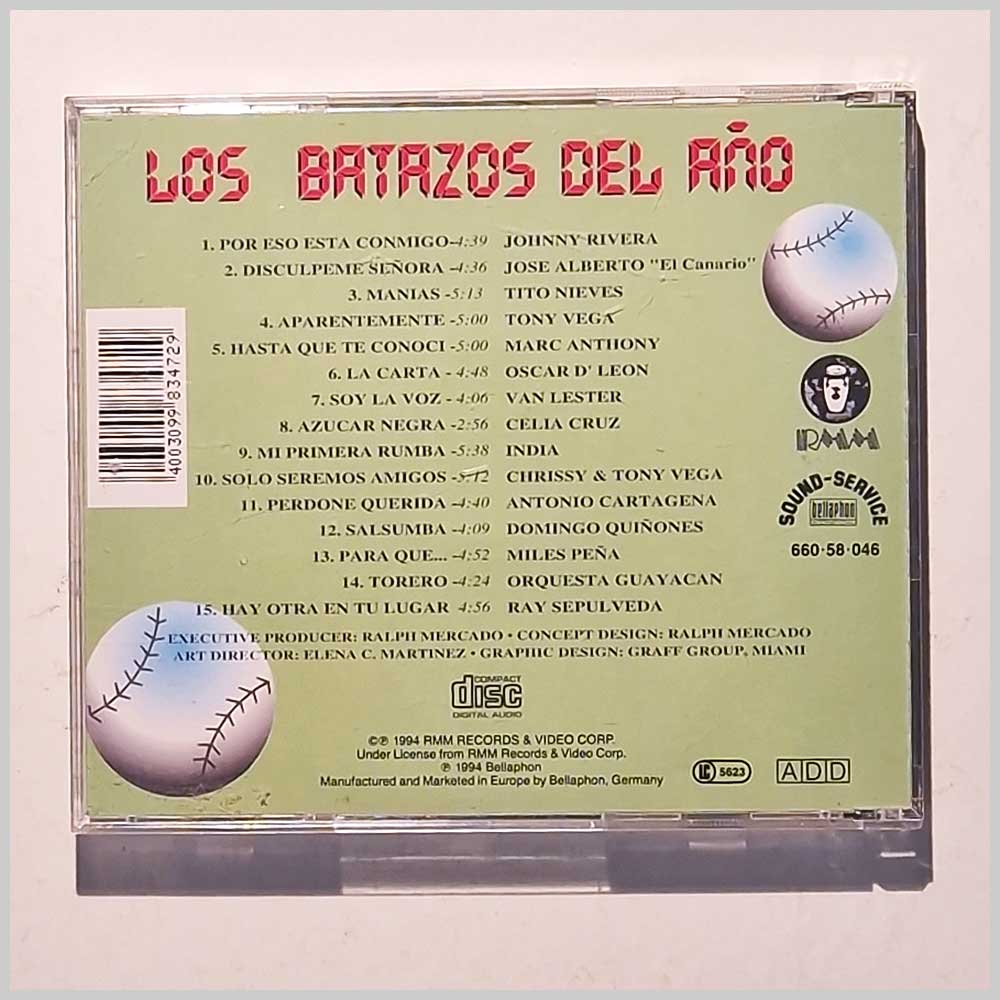 LOS BATAZOS DEL AÑO
1. POR ESO ESTA CONMIGO-4:39 JOHNNY RIVERA
2. DISCULPEME SEÑORA -4:36 JOSE ALBERTO "El Canario"
3. MANIAS -5:13 TITO NIEVES
4. APARENTEMENTE -5:00 TONY VEGA
5. HASTA QUE TE CONOCI -5:00 MARC ANTHONY
6. LA CARTA - 4:48 OSCAR D' LEON
7. SOY LA VOZ - 4:06 VAN LESTER
8. AZUCAR NEGRA -2:56 CELIA CRUZ
9. MI PRIMERA RUMBA -5:38 INDIA
10. SOLO SEREMOS AMIGOS -5:12 CHRISSY & TONY VEGA
11. PERDONE QUERIDA -4:40 ANTONIO CARTAGENA
12. SALSUMBA -4:09 DOMINGO QUIÑONES
13. PARA QUE... -4:52 MILES PEÑA
14. TORERO -4:24 ORQUESTA GUAYACAN
15. HAY OTRA EN TU LUGAR 4:56 RAY SEPULVEDA
4003099 834729
RMM
SOUND-SERVICE
bellaphon
660·58·046
EXECUTIVE PRODUCER: RALPH MERCADO • CONCEPT DESIGN: RALPH MERCADO
ART DIRECTOR: ELENA C. MARTINEZ • GRAPHIC DESIGN: GRAFF GROUP, MIAMI
COMPACT
disc
DIGITAL AUDIO
©℗ 1994 RMM RECORDS & VIDEO CORP.
Under License from RMM Records & Video Corp.
℗ 1994 Bellaphon
Manufactured and Marketed in Europe by Bellaphon, Germany
LC 5623
ADD